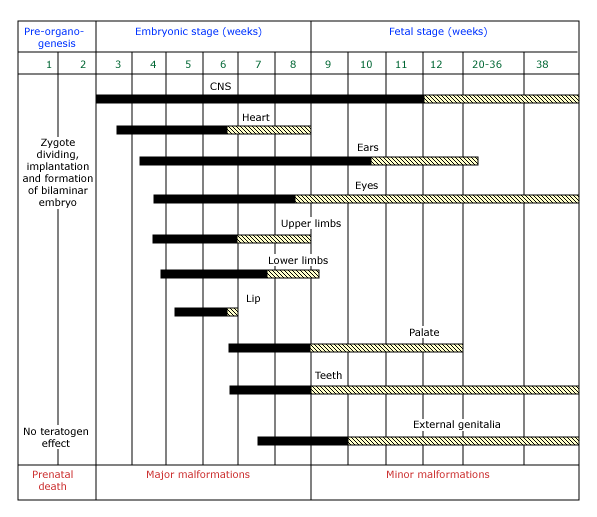 Pre-organo-
genesis
Embryonic stage (weeks)
Fetal stage (weeks)
1 2 3 4 5 6 7 8 9 10 11 12 20-36 38
CNS
Heart
Zygote
dividing,
implantation
and formation
of bilaminar
embryo
Ears
Eyes
Upper limbs
Lower limbs
Lip
Palate
Teeth
External genitalia
No teratogen
effect
Prenatal
death
Major malformations
Minor malformations